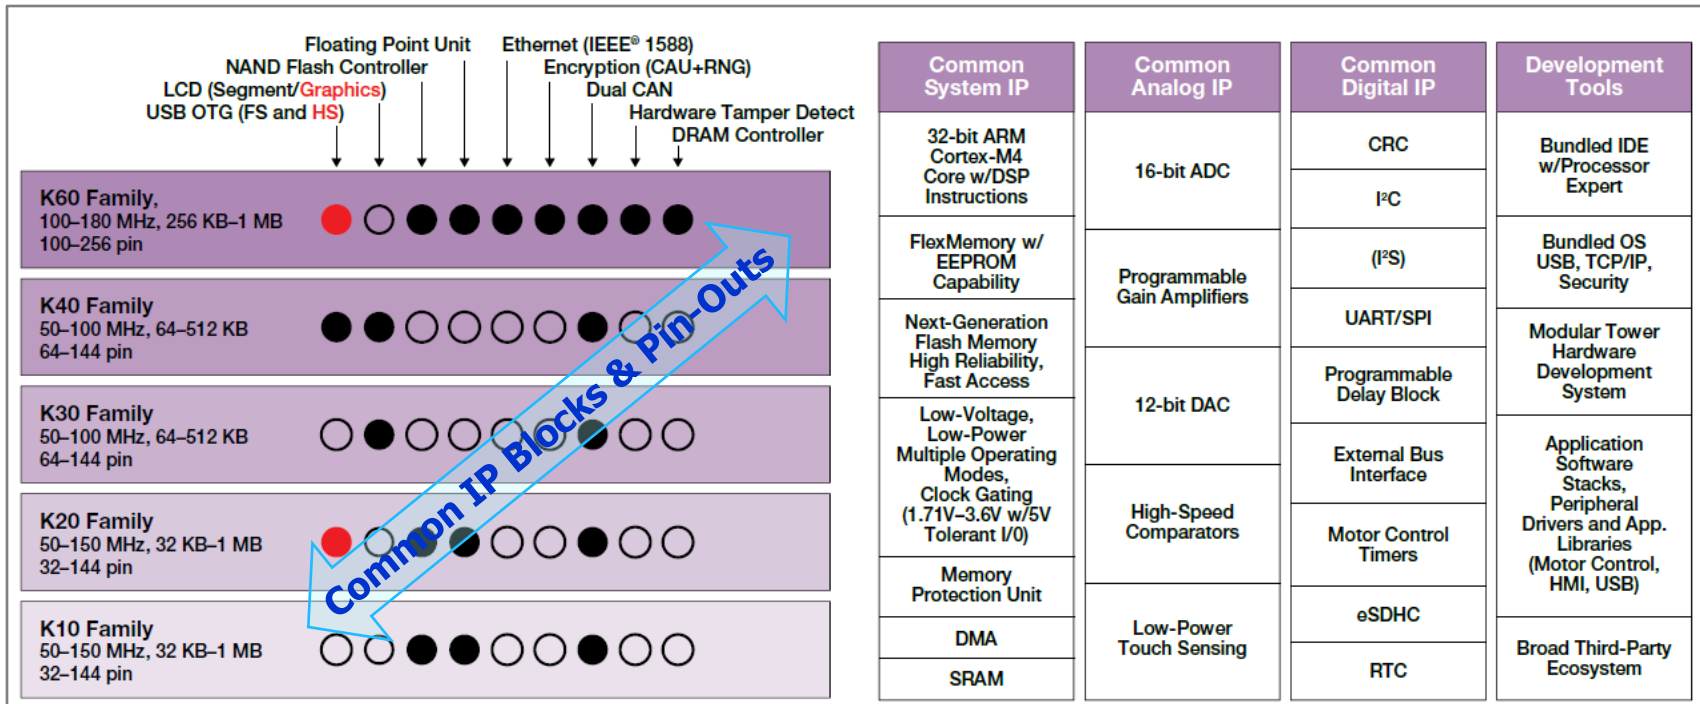 Floating Point Unit
NAND Flash Controller
LCD (Segment/Graphics)
USB OTG (FS and HS)
Ethernet (IEEE® 1588)
Encryption (CAU+RNG)
Dual CAN
Hardware Tamper Detect
DRAM Controller
K60 Family,
100–180 MHz, 256 KB–1 MB
100–256 pin
K40 Family
50–100 MHz, 64–512 KB
64–144 pin
K30 Family
50–100 MHz, 64–512 KB
64–144 pin
K20 Family
50–150 MHz, 32 KB–1 MB
32–144 pin
K10 Family
50–150 MHz, 32 KB–1 MB
32–144 pin
Common IP Blocks & Pin-Outs
Common
System IP
32-bit ARM
Cortex-M4
Core w/DSP
Instructions
FlexMemory w/
EEPROM
Capability
Next-Generation
Flash Memory
High Reliability,
Fast Access
Low-Voltage,
Low-Power
Multiple Operating
Modes,
Clock Gating
(1.71V–3.6V w/5V
Tolerant I/0)
Memory
Protection Unit
DMA
SRAM
Common
Analog IP
16-bit ADC
Programmable
Gain Amplifiers
12-bit DAC
High-Speed
Comparators
Low-Power
Touch Sensing
Common
Digital IP
CRC
I²C
(I²S)
UART/SPI
Programmable
Delay Block
External Bus
Interface
Motor Control
Timers
eSDHC
RTC
Development
Tools
Bundled IDE
w/Processor
Expert
Bundled OS
USB, TCP/IP,
Security
Modular Tower
Hardware
Development
System
Application
Software
Stacks,
Peripheral
Drivers and App.
Libraries
(Motor Control,
HMI, USB)
Broad Third-Party
Ecosystem